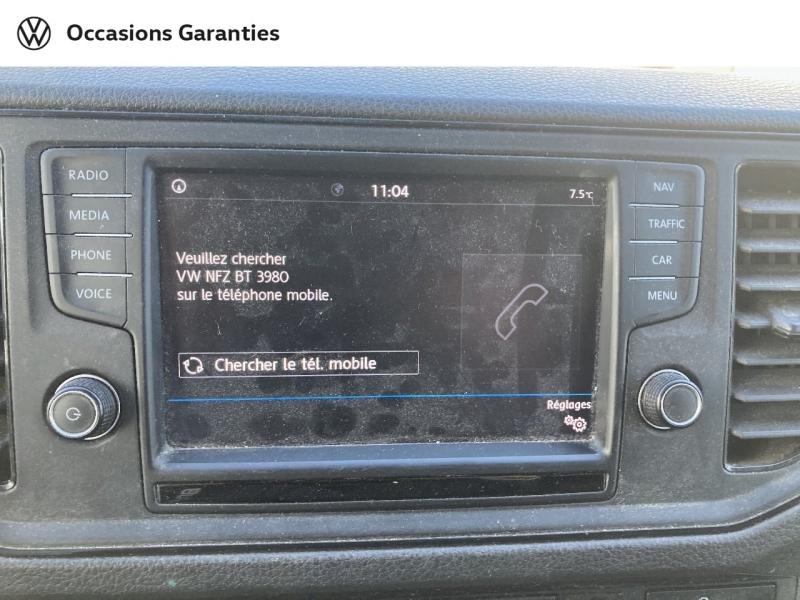 Occasions Garanties
RADIO
MEDIA
PHONE
VOICE
11:04
7.5°C
Veuillez chercher
VW NFZ BT 3980
sur le téléphone mobile.
Chercher le tél. mobile
Réglages
NAV
TRAFFIC
CAR
MENU